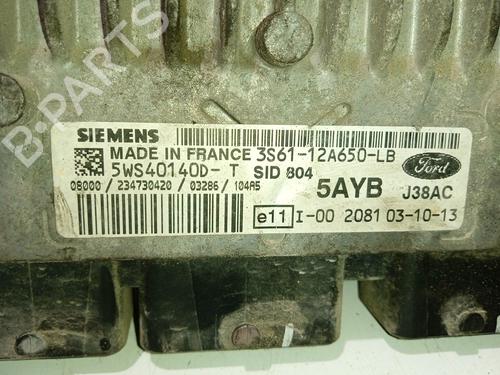 B-PARTS
SIEMENS
MADE IN FRANCE 3S61-12A650-LB
5WS40140D-T SID 804
Ford
08000 / 234730420 / 03286 / 104A5
5AYB J38AC
e11 I-00 2081 03-10-13